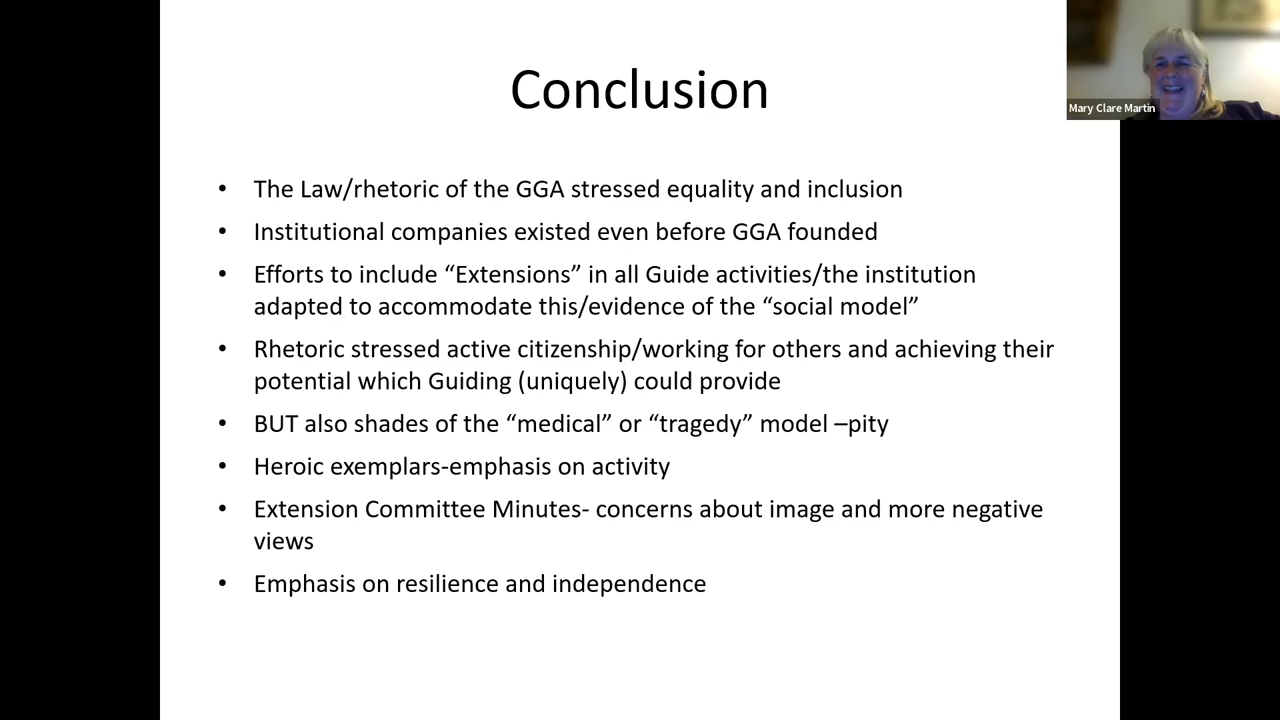 Conclusion
Mary Clare Martin
• The Law/rhetoric of the GGA stressed equality and inclusion
• Institutional companies existed even before GGA founded
• Efforts to include “Extensions” in all Guide activities/the institution
adapted to accommodate this/evidence of the “social model”
• Rhetoric stressed active citizenship/working for others and achieving their
potential which Guiding (uniquely) could provide
• BUT also shades of the “medical” or “tragedy” model –pity
• Heroic exemplars-emphasis on activity
• Extension Committee Minutes- concerns about image and more negative
views
• Emphasis on resilience and independence